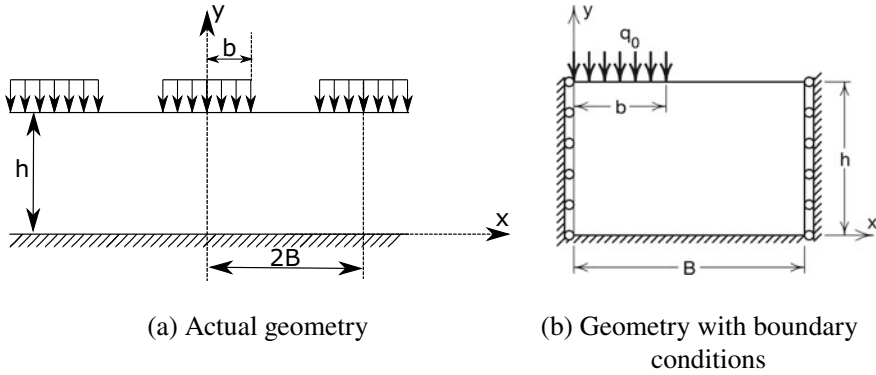 y
b
h
x
2B
(a) Actual geometry
y
q0
b
h
x
B
(b) Geometry with boundary
conditions